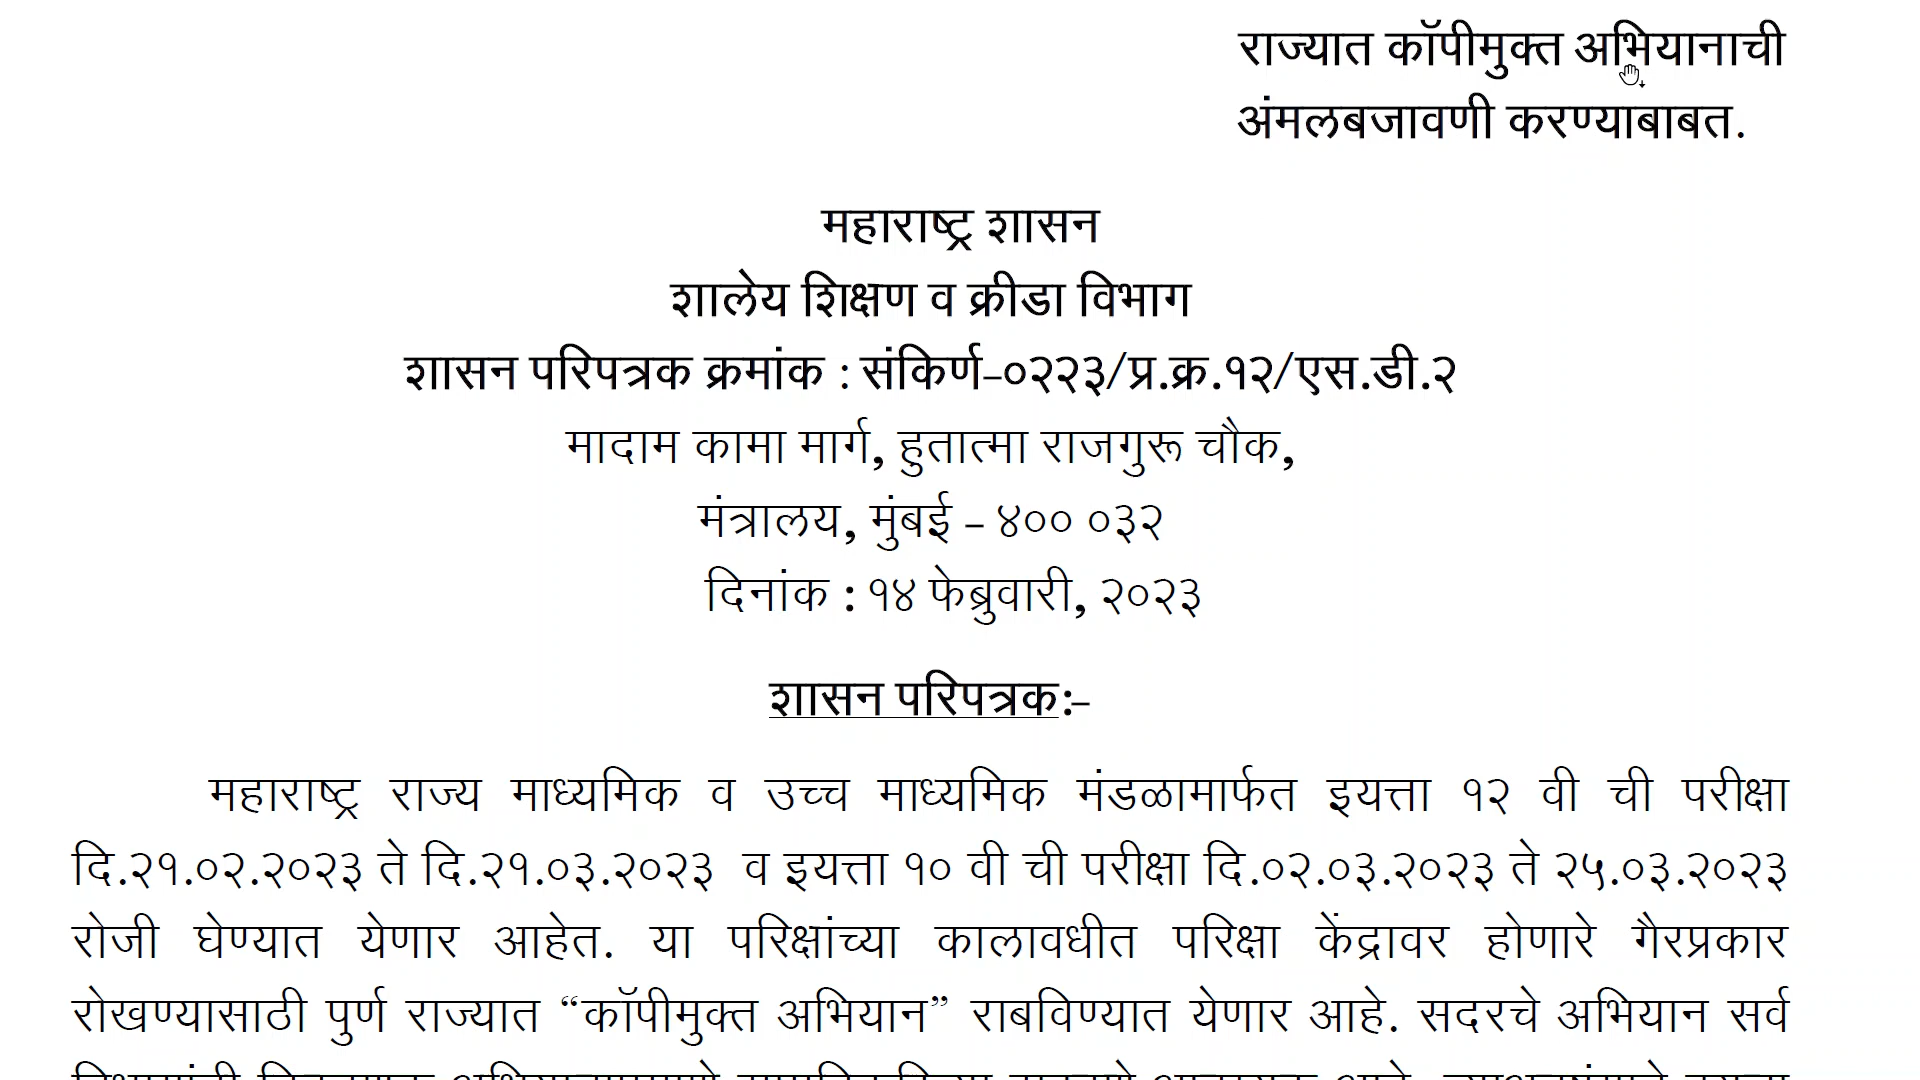 राज्यात कॉपीमुक्त अभियानाची
अंमलबजावणी करण्याबाबत.
महाराष्ट्र शासन
शालेय शिक्षण व क्रीडा विभाग
शासन परिपत्रक क्रमांक : संकिर्ण-०२२३/प्र.क्र.१२/एस.डी.२
मादाम कामा मार्ग, हुतात्मा राजगुरू चौक,
मंत्रालय, मुंबई - ४०० ०३२
दिनांक : १४ फेब्रुवारी, २०२३
शासन परिपत्रक:-
महाराष्ट्र राज्य माध्यमिक व उच्च माध्यमिक मंडळामार्फत इयत्ता १२ वी ची परीक्षा
दि.२१.०२.२०२३ ते दि.२१.०३.२०२३ व इयत्ता १० वी ची परीक्षा दि.०२.०३.२०२३ ते २५.०३.२०२३
रोजी घेण्यात येणार आहेत. या परिक्षांच्या कालावधीत परिक्षा केंद्रावर होणारे गैरप्रकार
रोखण्यासाठी पुर्ण राज्यात “कॉपीमुक्त अभियान” राबविण्यात येणार आहे. सदरचे अभियान सर्व